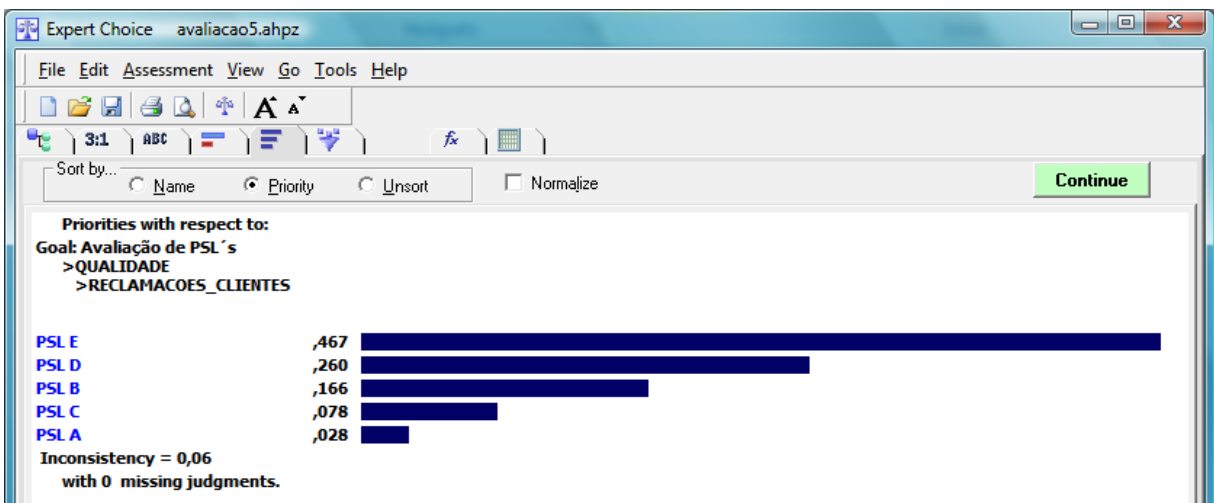 Expert Choice avaliacao5.ahpz
File Edit Assessment View Go Tools Help
A A
3:1 ABC fx
Sort by... Name Priority Unsort Normalize Continue
Priorities with respect to:
Goal: Avaliação de PSL´s
>QUALIDADE
>RECLAMACOES_CLIENTES
PSL E ,467
PSL D ,260
PSL B ,166
PSL C ,078
PSL A ,028
Inconsistency = 0,06
with 0 missing judgments.